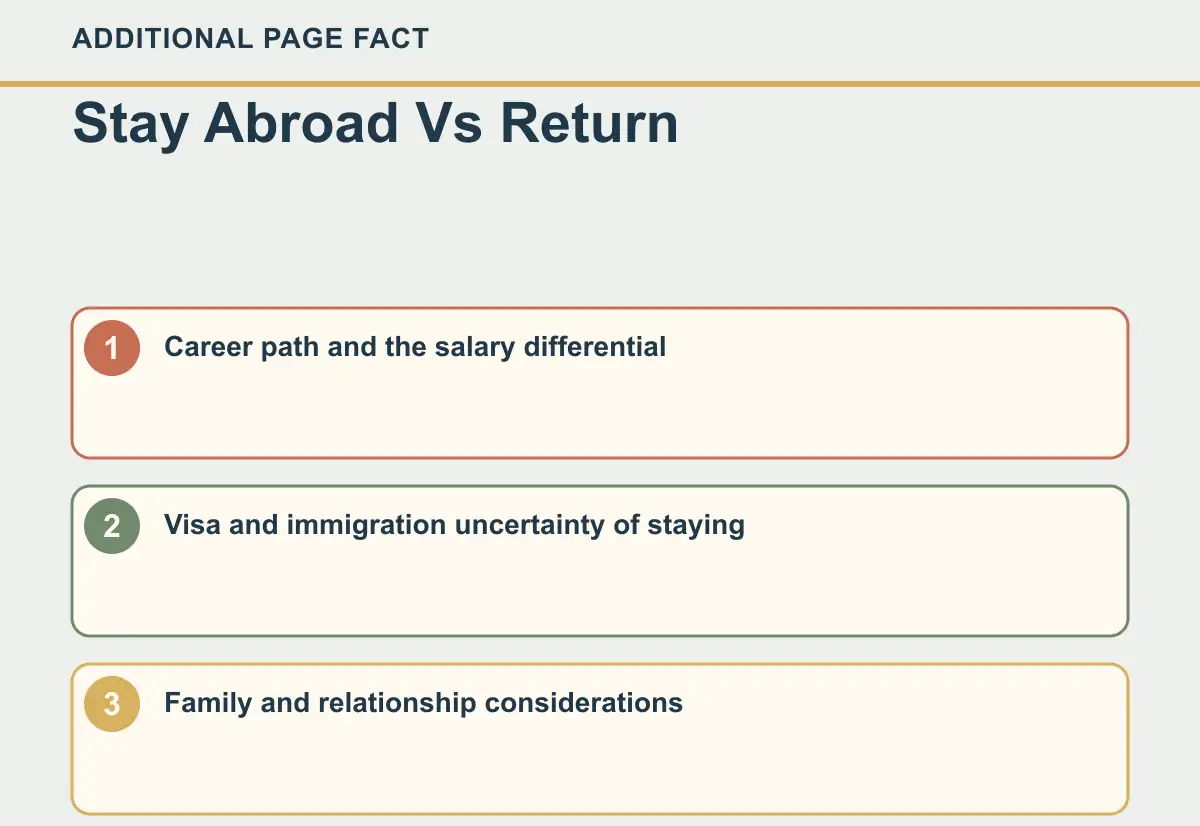 ADDITIONAL PAGE FACT
Stay Abroad Vs Return
1 Career path and the salary differential
2 Visa and immigration uncertainty of staying
3 Family and relationship considerations